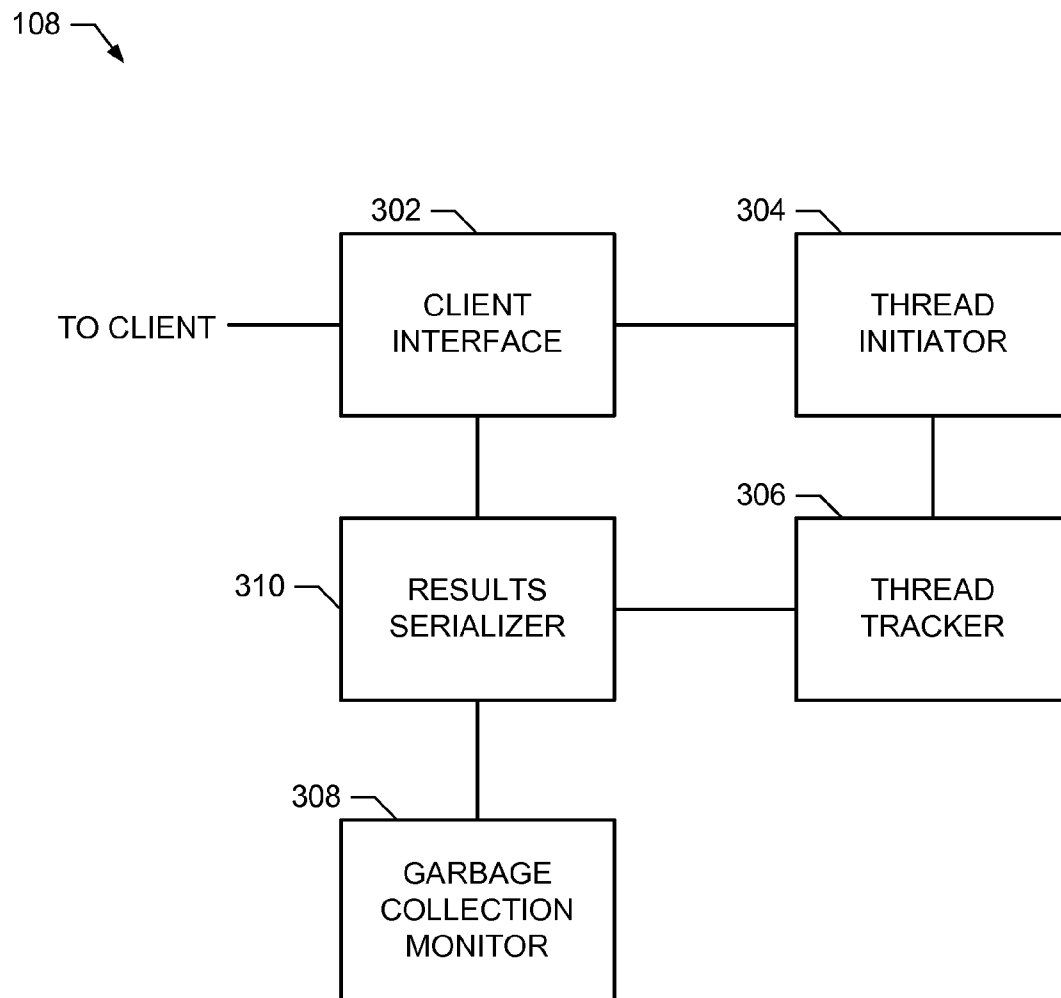 108
302
304
TO CLIENT
CLIENT
INTERFACE
THREAD
INITIATOR
306
310
RESULTS
SERIALIZER
THREAD
TRACKER
308
GARBAGE
COLLECTION
MONITOR